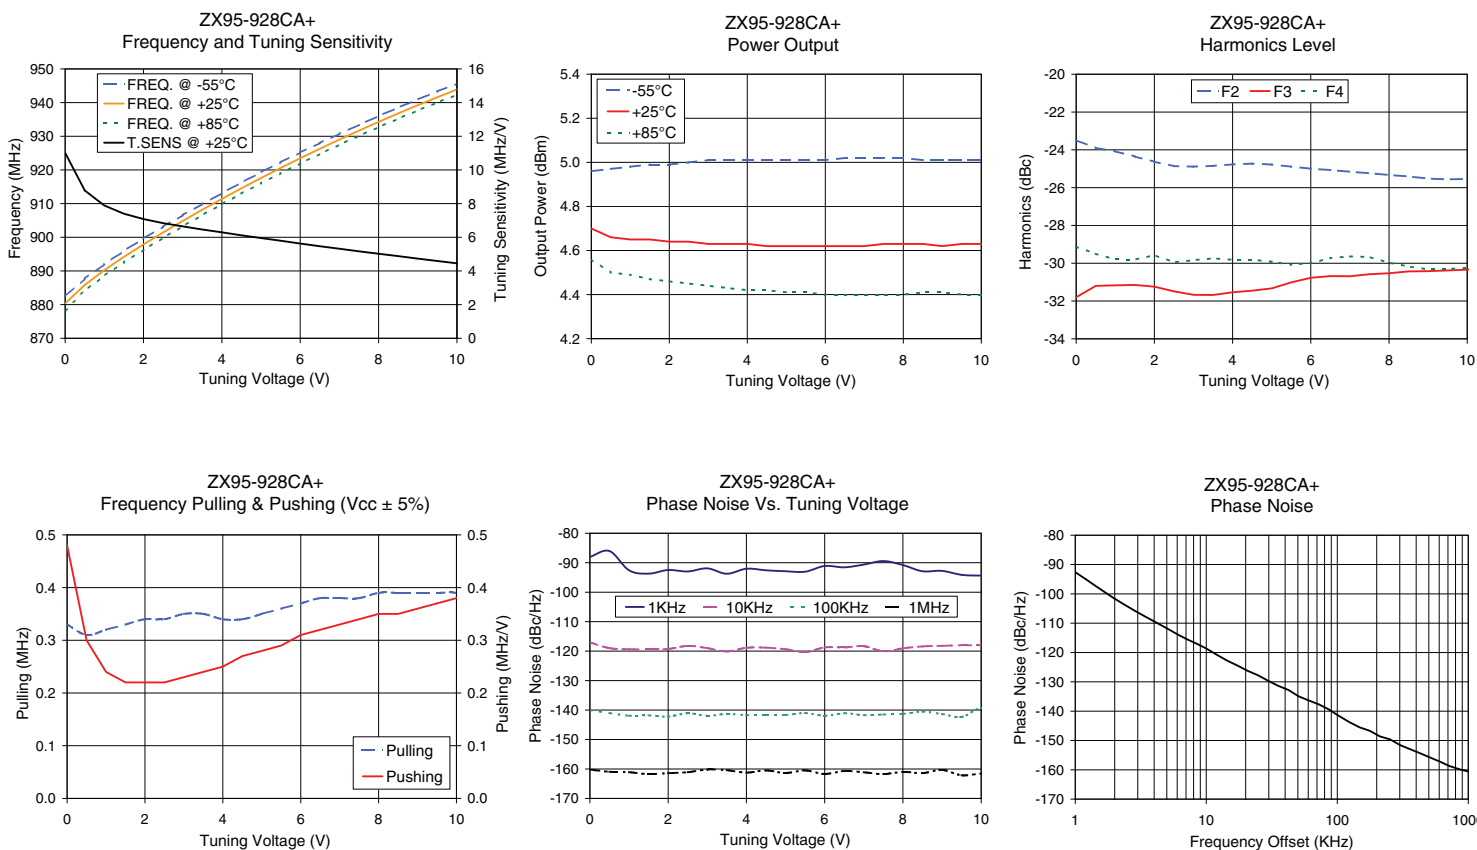 ZX95-928CA+
Frequency and Tuning Sensitivity
950
940
930
920
910
900
890
880
870
Frequency (MHz)
FREQ. @ -55°C
FREQ. @ +25°C
FREQ. @ +85°C
T.SENS @ +25°C
16
14
12
10
8
6
4
2
0
Tuning Sensitivity (MHz/V)
0 2 4 6 8 10
Tuning Voltage (V)
ZX95-928CA+
Power Output
5.4
5.2
5.0
4.8
4.6
4.4
4.2
Output Power (dBm)
-55°C
+25°C
+85°C
0 2 4 6 8 10
Tuning Voltage (V)
ZX95-928CA+
Harmonics Level
-20
-22
-24
-26
-28
-30
-32
-34
Harmonics (dBc)
F2 F3 F4
0 2 4 6 8 10
Tuning Voltage (V)
ZX95-928CA+
Frequency Pulling & Pushing (Vcc ± 5%)
0.5
0.4
0.3
0.2
0.1
0.0
Pulling (MHz)
Pulling
Pushing
0.5
0.4
0.3
0.2
0.1
0.0
Pushing (MHz/V)
0 2 4 6 8 10
Tuning Voltage (V)
ZX95-928CA+
Phase Noise Vs. Tuning Voltage
-80
-90
-100
-110
-120
-130
-140
-150
-160
-170
Phase Noise (dBc/Hz)
1KHz 10KHz 100KHz 1MHz
0 2 4 6 8 10
Tuning Voltage (V)
ZX95-928CA+
Phase Noise
-80
-90
-100
-110
-120
-130
-140
-150
-160
-170
Phase Noise (dBc/Hz)
1 10 100
Frequency Offset (KHz)